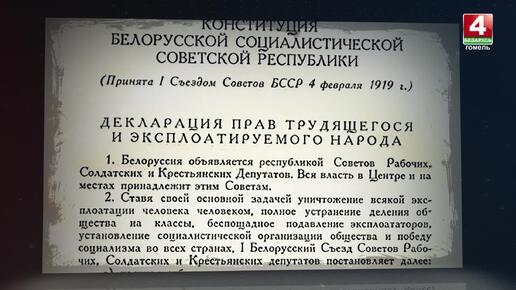 КОНСТИТУЦИЯ
БЕЛОРУССКОЙ СОЦИАЛИСТИЧЕСКОЙ
СОВЕТСКОЙ РЕСПУБЛИКИ
(Принята I Съездом Советов БССР 4 февраля 1919 г.)
ДЕКЛАРАЦИЯ ПРАВ ТРУДЯЩЕГОСЯ
И ЭКСПЛОАТИРУЕМОГО НАРОДА
1. Белоруссия объявляется республикой Советов Рабочих,
Солдатских и Крестьянских Депутатов. Вся власть в Центре и на
местах принадлежит этим Советам.
2. Ставя своей основной задачей уничтожение всякой экс-
плоатации человека человеком, полное устранение деления об-
щества на классы, беспощадное подавление эксплоататоров,
установление социалистической организации общества и победу
социализма во всех странах, I Белорусский Съезд Советов Рабо-
чих, Солдатских и Крестьянских депутатов постановляет далее:
4
БЕЛАРУСЬ
ГОМЕЛЬ